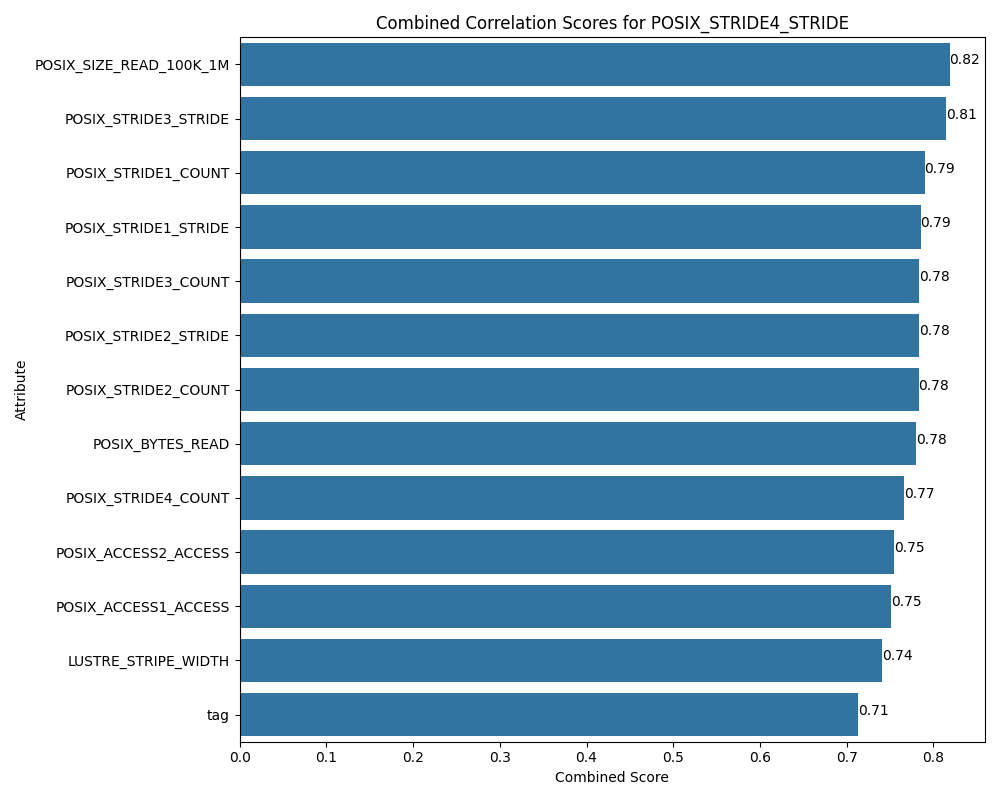 Combined Correlation Scores for POSIX_STRIDE4_STRIDE
POSIX_SIZE_READ_100K_1M 0.82
POSIX_STRIDE3_STRIDE 0.81
POSIX_STRIDE1_COUNT 0.79
POSIX_STRIDE1_STRIDE 0.79
POSIX_STRIDE3_COUNT 0.78
POSIX_STRIDE2_STRIDE 0.78
POSIX_STRIDE2_COUNT 0.78
POSIX_BYTES_READ 0.78
POSIX_STRIDE4_COUNT 0.77
POSIX_ACCESS2_ACCESS 0.75
POSIX_ACCESS1_ACCESS 0.75
LUSTRE_STRIPE_WIDTH 0.74
tag 0.71
Attribute
0.0 0.1 0.2 0.3 0.4 0.5 0.6 0.7 0.8
Combined Score